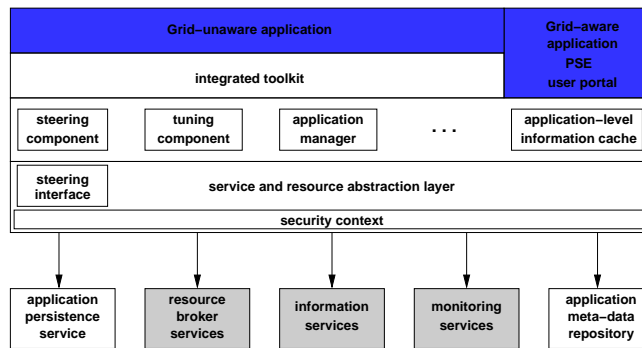 Grid−unaware application
Grid−aware
application
PSE
user portal
integrated toolkit
steering
component
tuning
component
application
manager
. . .
application−level
information cache
steering
interface
service and resource abstraction layer
security context
application
persistence
service
resource
broker
services
information
services
monitoring
services
application
meta−data
repository